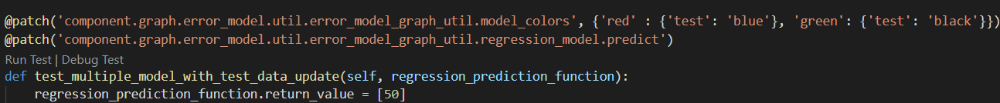 @patch('component.graph.error_model.util.error_model_graph_util.model_colors', {'red' : {'test': 'blue'}, 'green': {'test': 'black'}})
@patch('component.graph.error_model.util.error_model_graph_util.regression_model.predict')
Run Test | Debug Test
def test_multiple_model_with_test_data_update(self, regression_prediction_function):
    regression_prediction_function.return_value = [50]